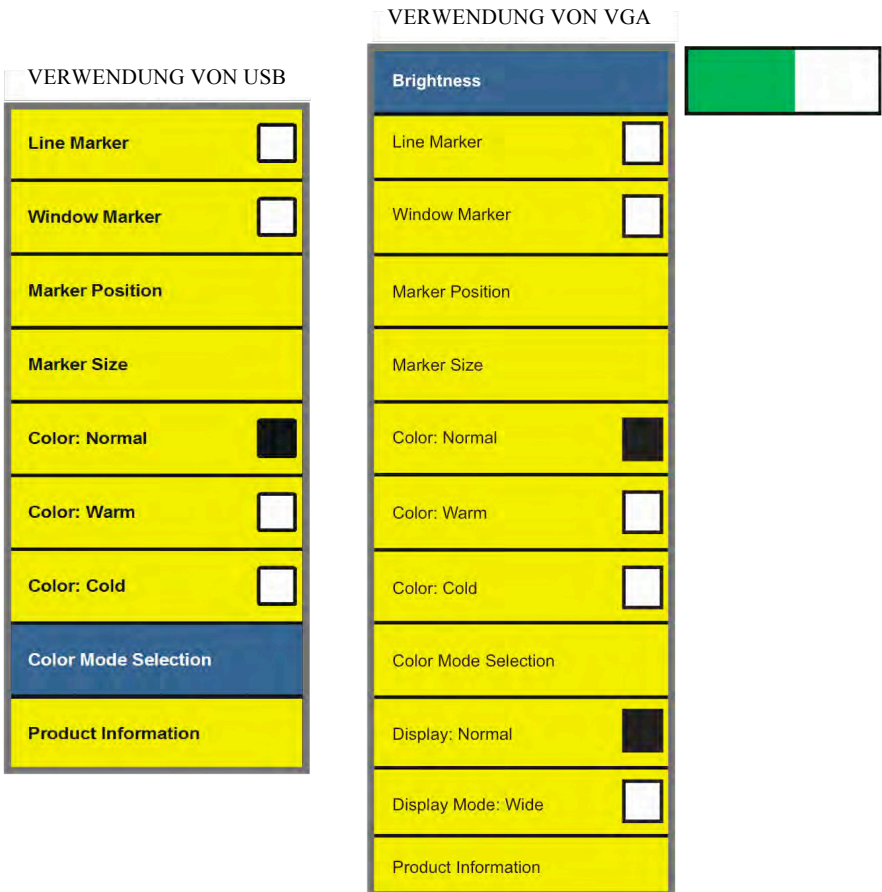 VERWENDUNG VON USB
Line Marker
Window Marker
Marker Position
Marker Size
Color: Normal
Color: Warm
Color: Cold
Color Mode Selection
Product Information
VERWENDUNG VON VGA
Brightness
Line Marker
Window Marker
Marker Position
Marker Size
Color: Normal
Color: Warm
Color: Cold
Color Mode Selection
Display: Normal
Display Mode: Wide
Product Information